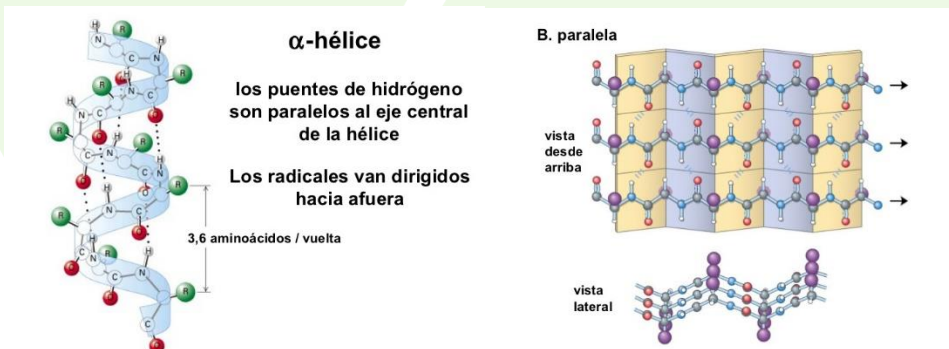 α-hélice
los puentes de hidrógeno
son paralelos al eje central
de la hélice
Los radicales van dirigidos
hacia afuera
3,6 aminoácidos / vuelta
B. paralela
vista
desde
arriba
vista
lateral